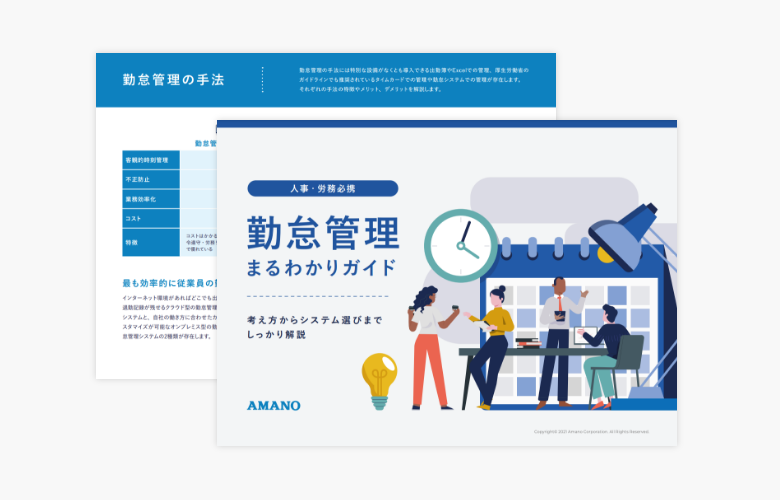 勤怠管理の手法
勤怠管理の手法には特別な設備がなくとも導入できる出勤簿やExcelでの管理、厚生労働省の
ガイドラインでも推奨されているタイムカードでの管理や勤怠システムでの管理が存在します。
それぞれの手法の特徴やメリット、デメリットを解説します。
勤怠管
客観的時刻管理
不正防止
業務効率化
コスト
特徴
コストはかかる
で優れている
最も効率的に従業員の
インターネット環境があればどこでも出
退勤記録が残せるクラウド型の勤怠管理
システムと、自社の働き方に合わせたカ
スタマイズが可能なオンプレミス型の勤
怠管理システムの2種類が存在します。
人事・労務必携
勤怠管理
まるわかりガイド
考え方からシステム選びまで
しっかり解説
AMANO
Copyright© 2021 Amano Corporation. All Rights Reserved.